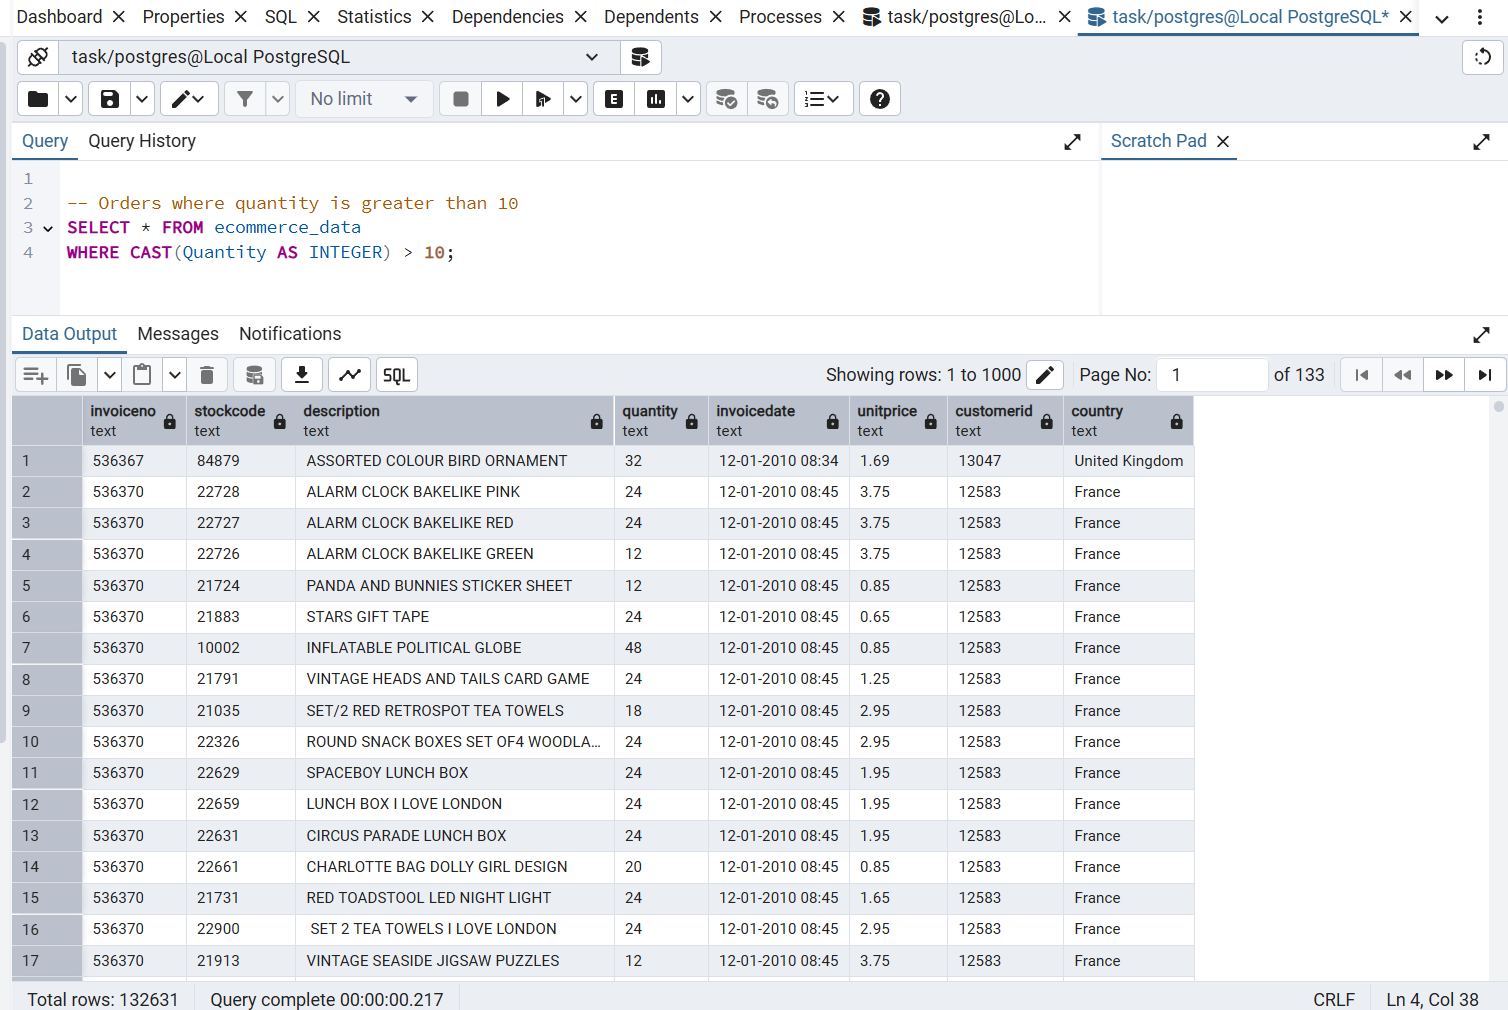 Dashboard Properties SQL Statistics Dependencies Dependents Processes task/postgres@Lo... task/postgres@Local PostgreSQL*
task/postgres@Local PostgreSQL
No limit E
Query Query History Scratch Pad
1
2 -- Orders where quantity is greater than 10
3 SELECT * FROM ecommerce_data
4 WHERE CAST(Quantity AS INTEGER) > 10;
Data Output Messages Notifications
SQL Showing rows: 1 to 1000 Page No: 1 of 133
invoiceno stockcode description quantity invoicedate unitprice customerid country
text text text text text text text text
1 536367 84879 ASSORTED COLOUR BIRD ORNAMENT 32 12-01-2010 08:34 1.69 13047 United Kingdom
2 536370 22728 ALARM CLOCK BAKELIKE PINK 24 12-01-2010 08:45 3.75 12583 France
3 536370 22727 ALARM CLOCK BAKELIKE RED 24 12-01-2010 08:45 3.75 12583 France
4 536370 22726 ALARM CLOCK BAKELIKE GREEN 12 12-01-2010 08:45 3.75 12583 France
5 536370 21724 PANDA AND BUNNIES STICKER SHEET 12 12-01-2010 08:45 0.85 12583 France
6 536370 21883 STARS GIFT TAPE 24 12-01-2010 08:45 0.65 12583 France
7 536370 10002 INFLATABLE POLITICAL GLOBE 48 12-01-2010 08:45 0.85 12583 France
8 536370 21791 VINTAGE HEADS AND TAILS CARD GAME 24 12-01-2010 08:45 1.25 12583 France
9 536370 21035 SET/2 RED RETROSPOT TEA TOWELS 18 12-01-2010 08:45 2.95 12583 France
10 536370 22326 ROUND SNACK BOXES SET OF4 WOODLA... 24 12-01-2010 08:45 2.95 12583 France
11 536370 22629 SPACEBOY LUNCH BOX 24 12-01-2010 08:45 1.95 12583 France
12 536370 22659 LUNCH BOX I LOVE LONDON 24 12-01-2010 08:45 1.95 12583 France
13 536370 22631 CIRCUS PARADE LUNCH BOX 24 12-01-2010 08:45 1.95 12583 France
14 536370 22661 CHARLOTTE BAG DOLLY GIRL DESIGN 20 12-01-2010 08:45 0.85 12583 France
15 536370 21731 RED TOADSTOOL LED NIGHT LIGHT 24 12-01-2010 08:45 1.65 12583 France
16 536370 22900 SET 2 TEA TOWELS I LOVE LONDON 24 12-01-2010 08:45 2.95 12583 France
17 536370 21913 VINTAGE SEASIDE JIGSAW PUZZLES 12 12-01-2010 08:45 3.75 12583 France
Total rows: 132631 Query complete 00:00:00.217 CRLF Ln 4, Col 38